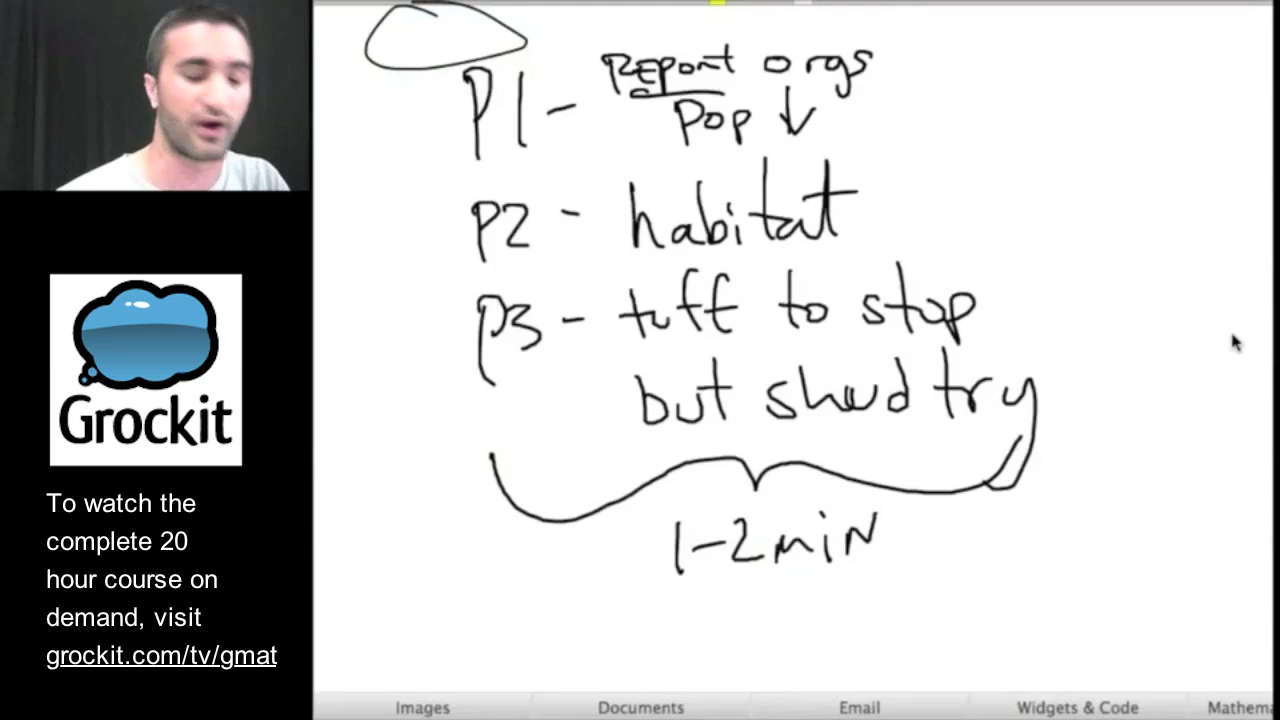 P1 - Report orgs
Pop ↓
P2 - habitat
P3 - tuff to stop
but shud try
1-2 min
Grockit
To watch the
complete 20
hour course on
demand, visit
grockit.com/tv/gmat
Images Documents Email Widgets & Code Mathema